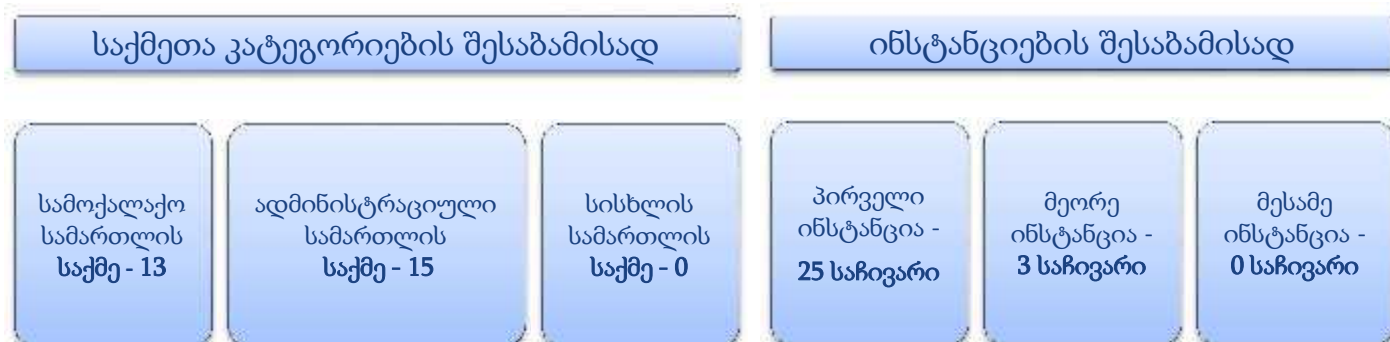 საქმეთა კატეგორიების შესაბამისად
სამოქალაქო
სამართლის
საქმე - 13
ადმინისტრაციული
სამართლის
საქმე - 15
სისხლის
სამართლის
საქმე - 0
ინსტანციების შესაბამისად
პირველი
ინსტანცია -
25 საჩივარი
მეორე
ინსტანცია -
3 საჩივარი
მესამე
ინსტანცია -
0 საჩივარი